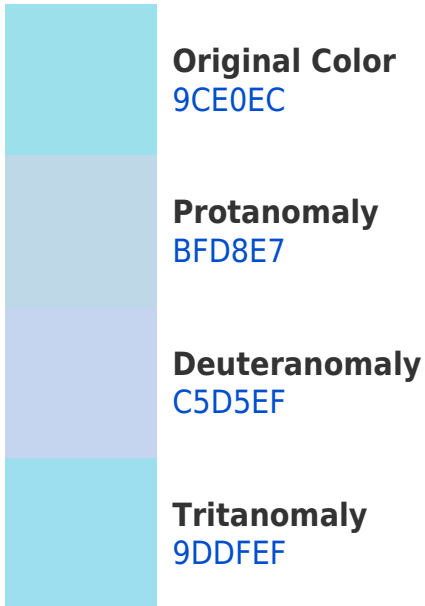 Original Color
9CE0EC
Protanomaly
BFD8E7
Deuteranomaly
C5D5EF
Tritanomaly
9DDFEF